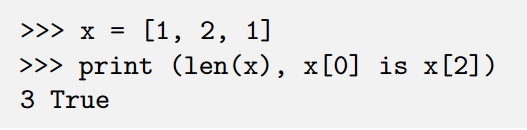 >>> x = [1, 2, 1]
>>> print (len(x), x[0] is x[2])
3 True